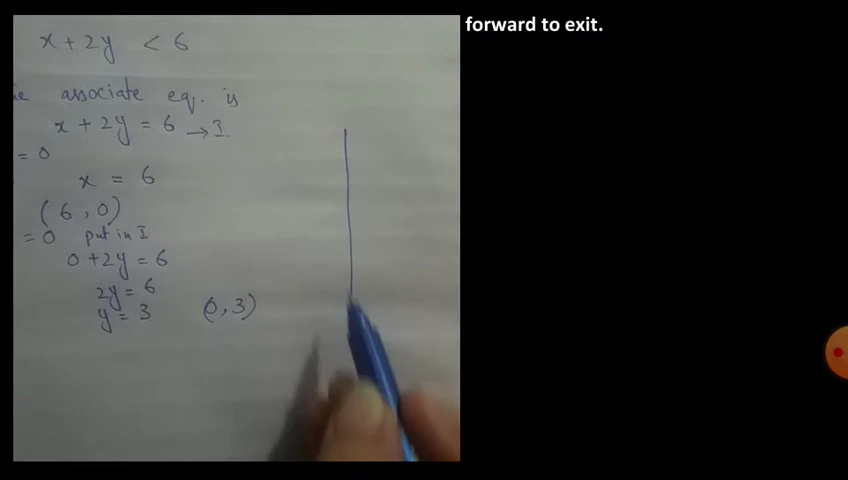 forward to exit.
x + 2y < 6
associate eq. is
x + 2y = 6 → I.
= 0
x = 6
(6, 0)
= 0 put in I
0 + 2y = 6
2y = 6
y = 3 (0, 3)